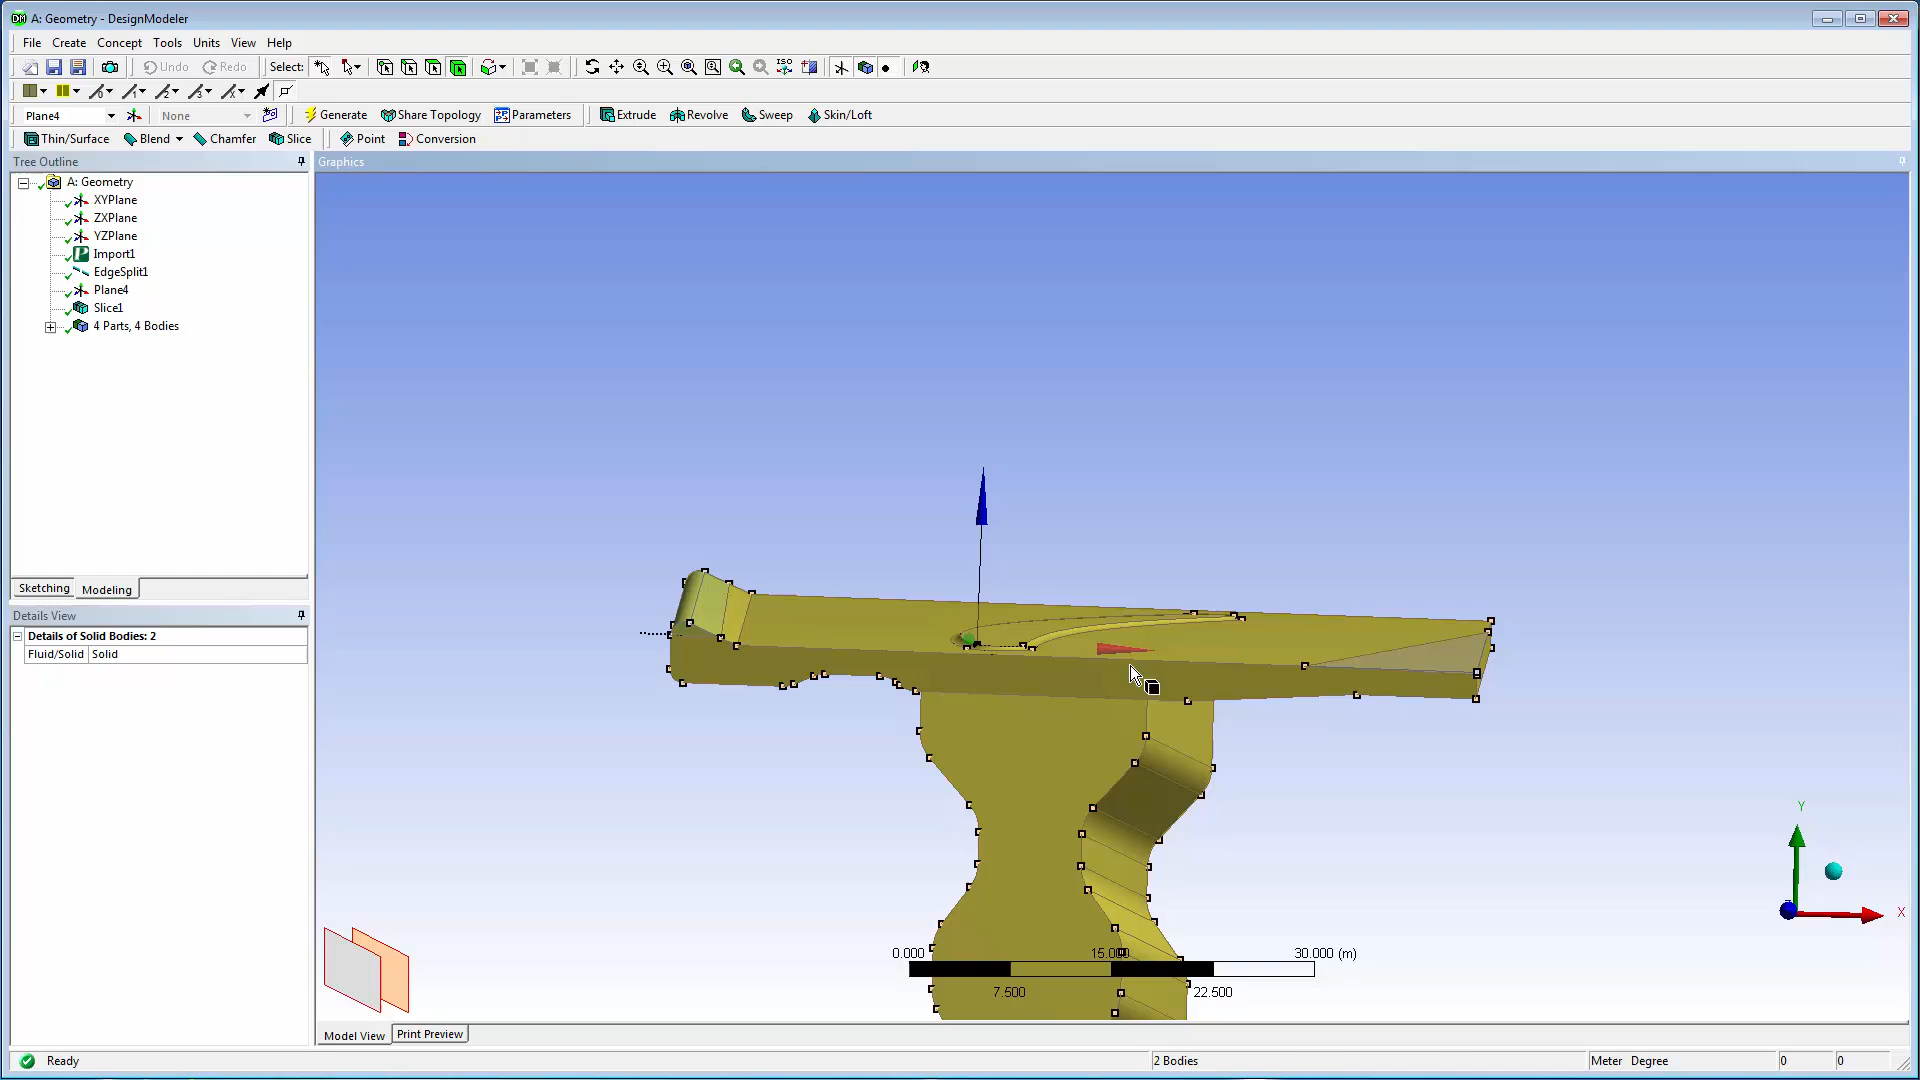 A: Geometry - DesignModeler
File Create Concept Tools Units View Help
Undo Redo Select: ISO
Plane4 None Generate Share Topology Parameters Extrude Revolve Sweep Skin/Loft
Thin/Surface Blend Chamfer Slice Point Conversion
Tree Outline
Graphics
A: Geometry
XYPlane
ZXPlane
YZPlane
Import1
EdgeSplit1
Plane4
Slice1
4 Parts, 4 Bodies
Sketching Modeling
Details View
Details of Solid Bodies: 2
Fluid/Solid Solid
Y
X
0.000 15.000 30.000 (m)
7.500 22.500
Model View Print Preview
Ready 2 Bodies Meter Degree 0 0